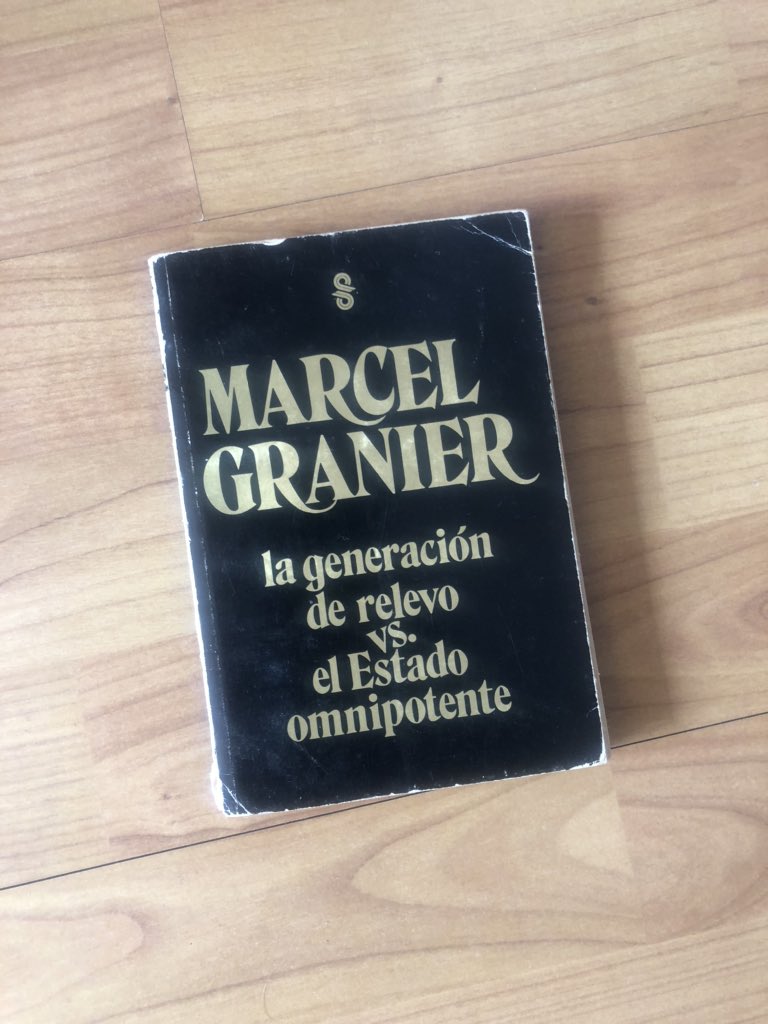 MARCEL
GRANIER
la generación
de relevo
vs.
el Estado
omnipotente